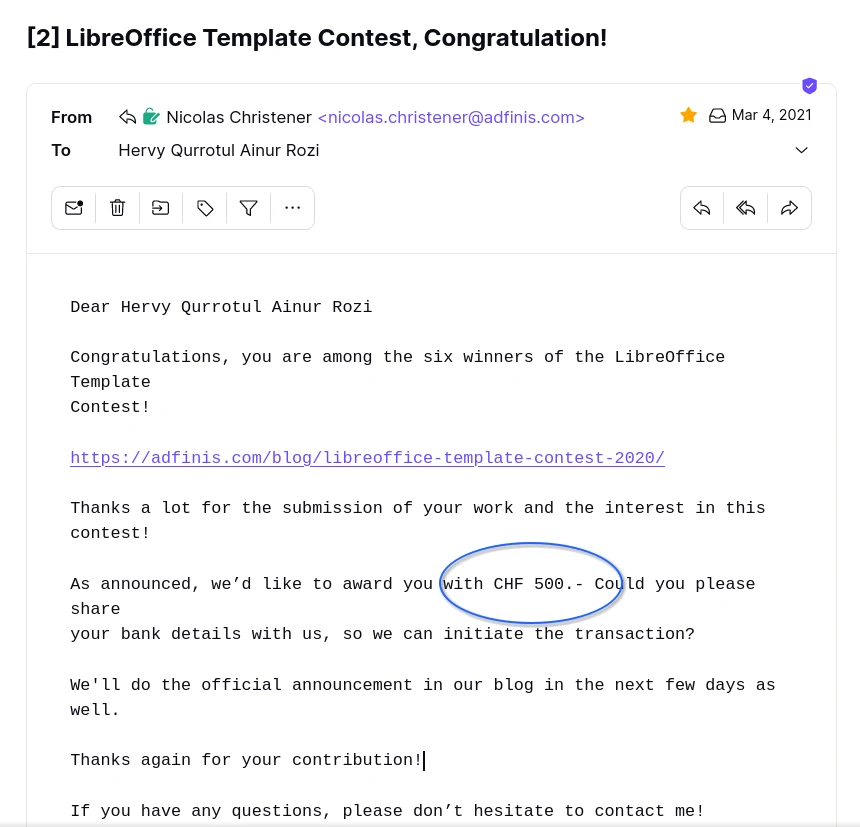 [2] LibreOffice Template Contest, Congratulation!
From Nicolas Christener <nicolas.christener@adfinis.com> Mar 4, 2021
To Hervy Qurrotul Ainur Rozi
Dear Hervy Qurrotul Ainur Rozi
Congratulations, you are among the six winners of the LibreOffice
Template
Contest!
https://adfinis.com/blog/libreoffice-template-contest-2020/
Thanks a lot for the submission of your work and the interest in this
contest!
As announced, we’d like to award you with CHF 500.- Could you please
share
your bank details with us, so we can initiate the transaction?
We'll do the official announcement in our blog in the next few days as
well.
Thanks again for your contribution!
If you have any questions, please don’t hesitate to contact me!